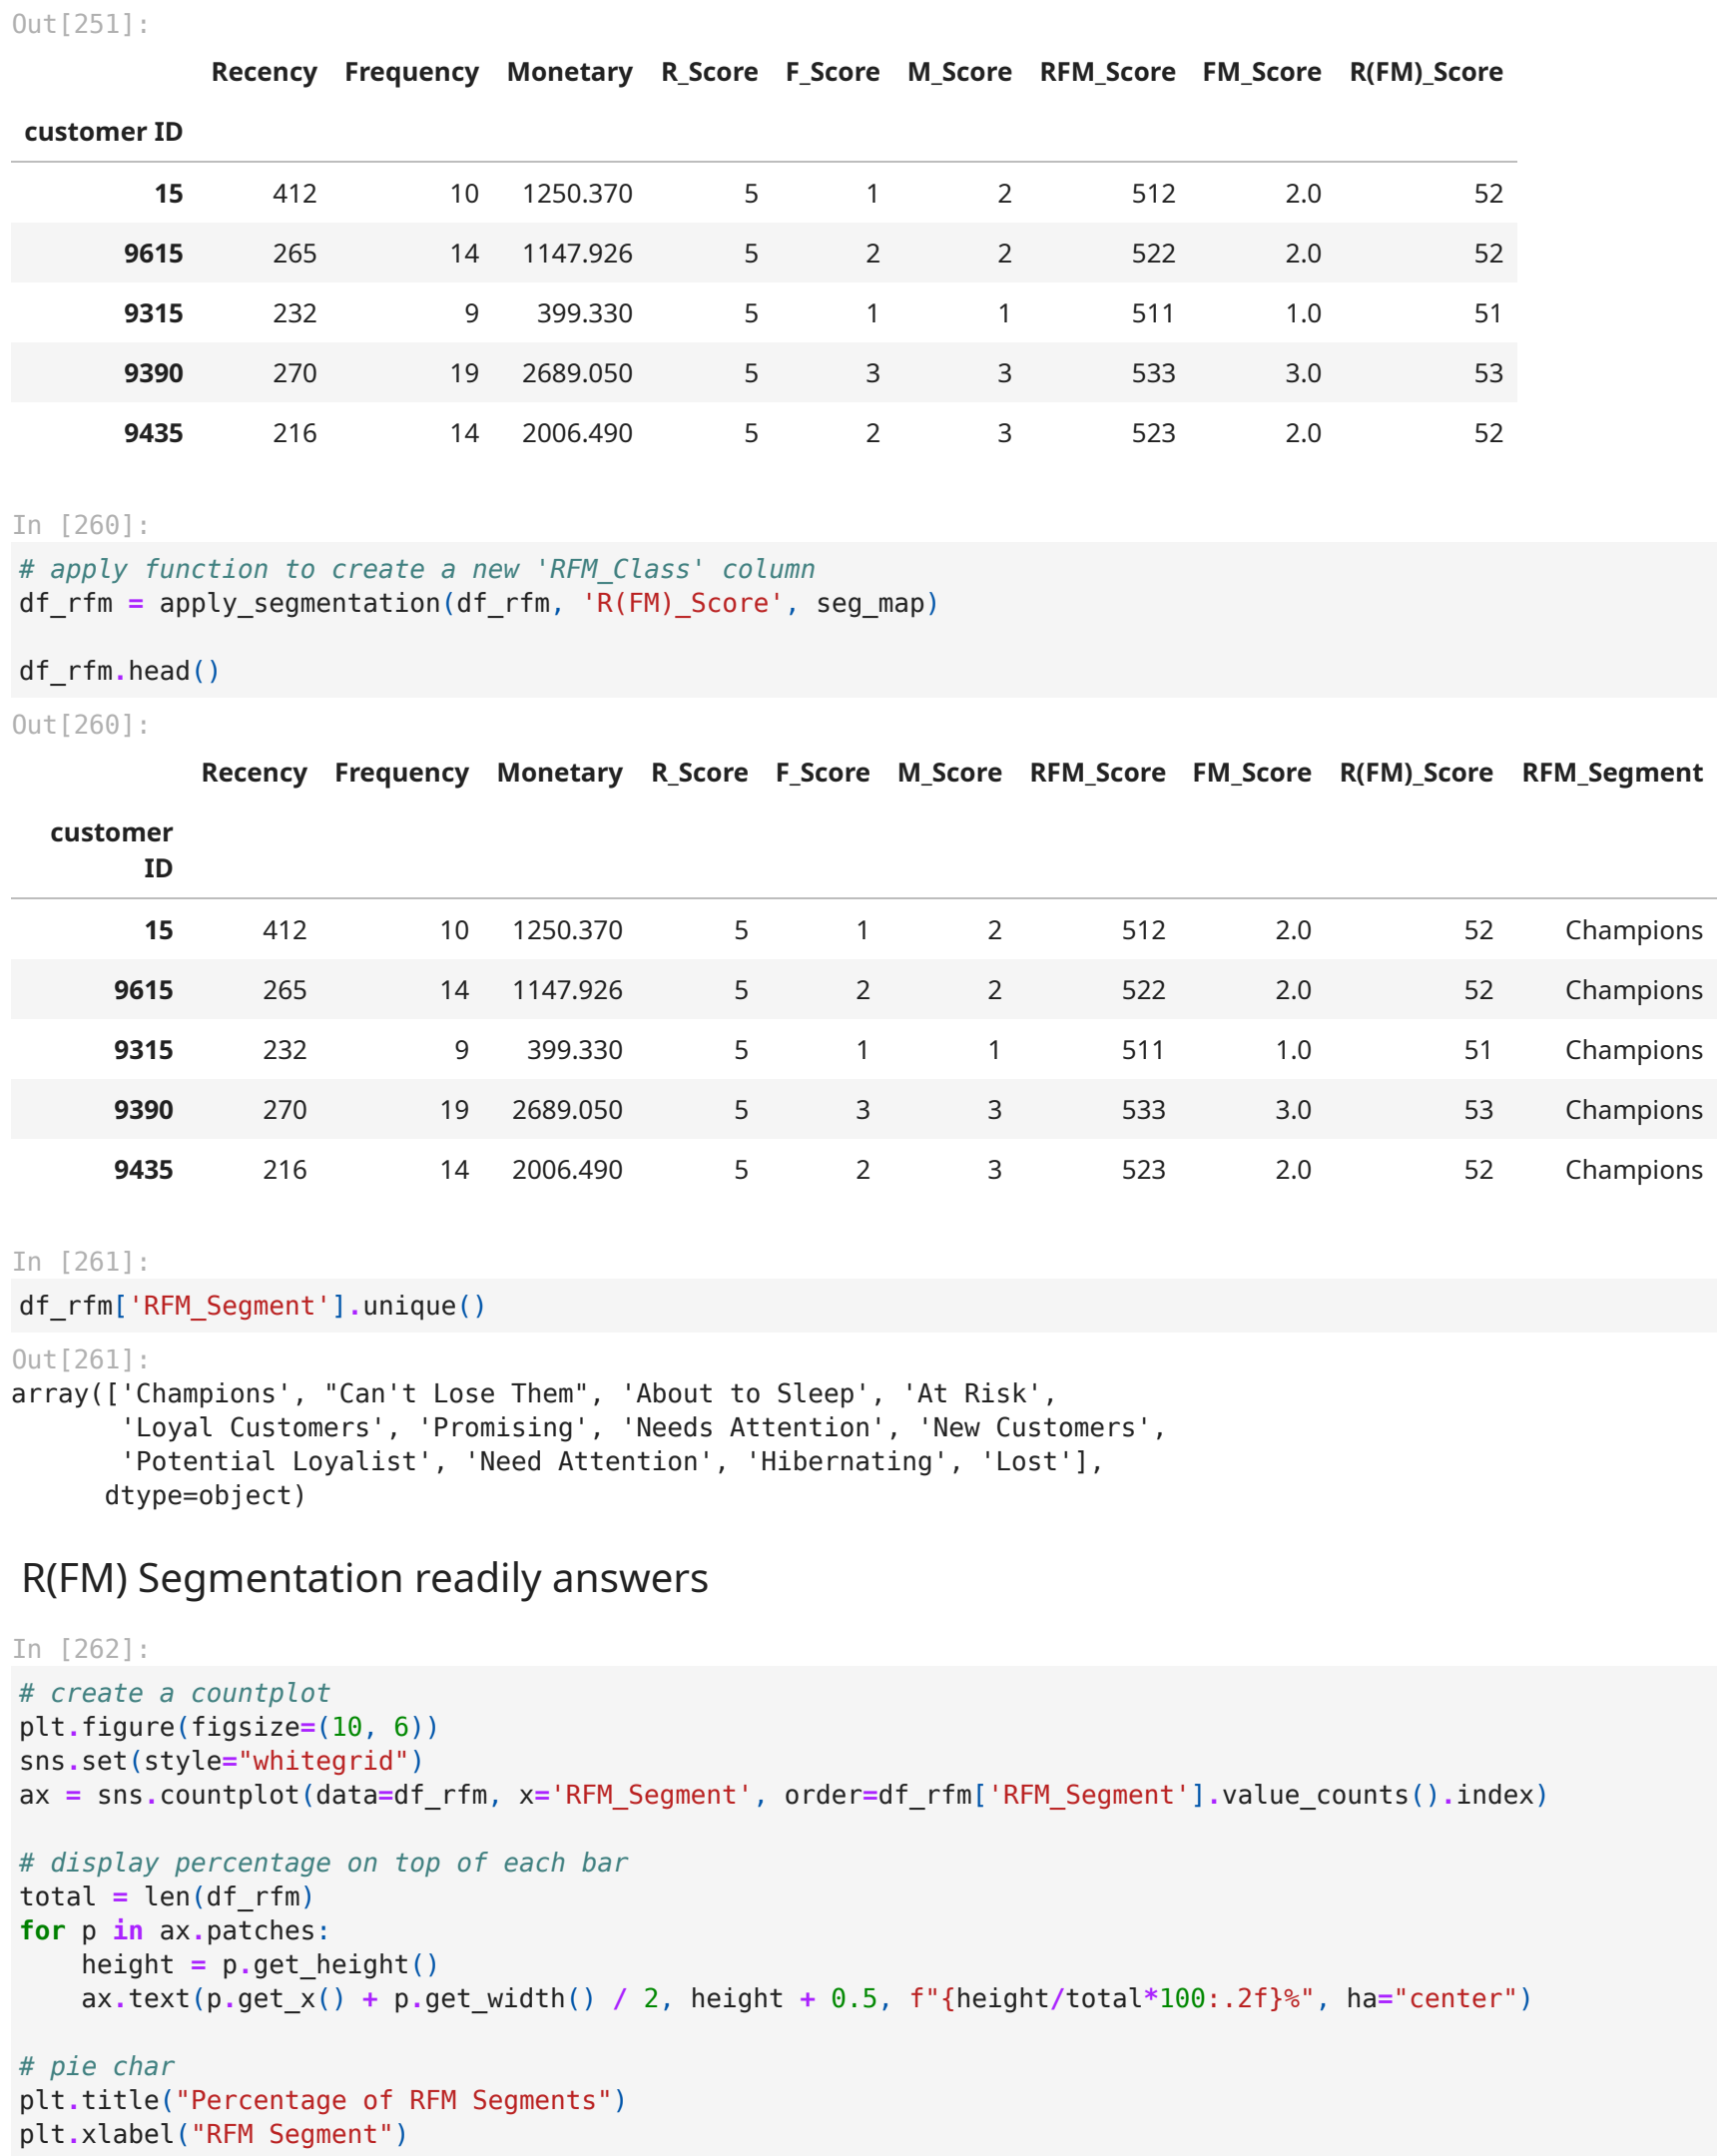 Out[251]:
Recency Frequency Monetary R_Score F_Score M_Score RFM_Score FM_Score R(FM)_Score
customer ID
15 412 10 1250.370 5 1 2 512 2.0 52
9615 265 14 1147.926 5 2 2 522 2.0 52
9315 232 9 399.330 5 1 1 511 1.0 51
9390 270 19 2689.050 5 3 3 533 3.0 53
9435 216 14 2006.490 5 2 3 523 2.0 52
In [260]:
# apply function to create a new 'RFM_Class' column
df_rfm = apply_segmentation(df_rfm, 'R(FM)_Score', seg_map)
df_rfm.head()
Out[260]:
Recency Frequency Monetary R_Score F_Score M_Score RFM_Score FM_Score R(FM)_Score RFM_Segment
customer
ID
15 412 10 1250.370 5 1 2 512 2.0 52 Champions
9615 265 14 1147.926 5 2 2 522 2.0 52 Champions
9315 232 9 399.330 5 1 1 511 1.0 51 Champions
9390 270 19 2689.050 5 3 3 533 3.0 53 Champions
9435 216 14 2006.490 5 2 3 523 2.0 52 Champions
In [261]:
df_rfm['RFM_Segment'].unique()
Out[261]:
array(['Champions', "Can't Lose Them", 'About to Sleep', 'At Risk',
       'Loyal Customers', 'Promising', 'Needs Attention', 'New Customers',
       'Potential Loyalist', 'Need Attention', 'Hibernating', 'Lost'],
      dtype=object)
R(FM) Segmentation readily answers
In [262]:
# create a countplot
plt.figure(figsize=(10, 6))
sns.set(style="whitegrid")
ax = sns.countplot(data=df_rfm, x='RFM_Segment', order=df_rfm['RFM_Segment'].value_counts().index)
# display percentage on top of each bar
total = len(df_rfm)
for p in ax.patches:
    height = p.get_height()
    ax.text(p.get_x() + p.get_width() / 2, height + 0.5, f"{height/total*100:.2f}%", ha="center")
# pie char
plt.title("Percentage of RFM Segments")
plt.xlabel("RFM Segment")